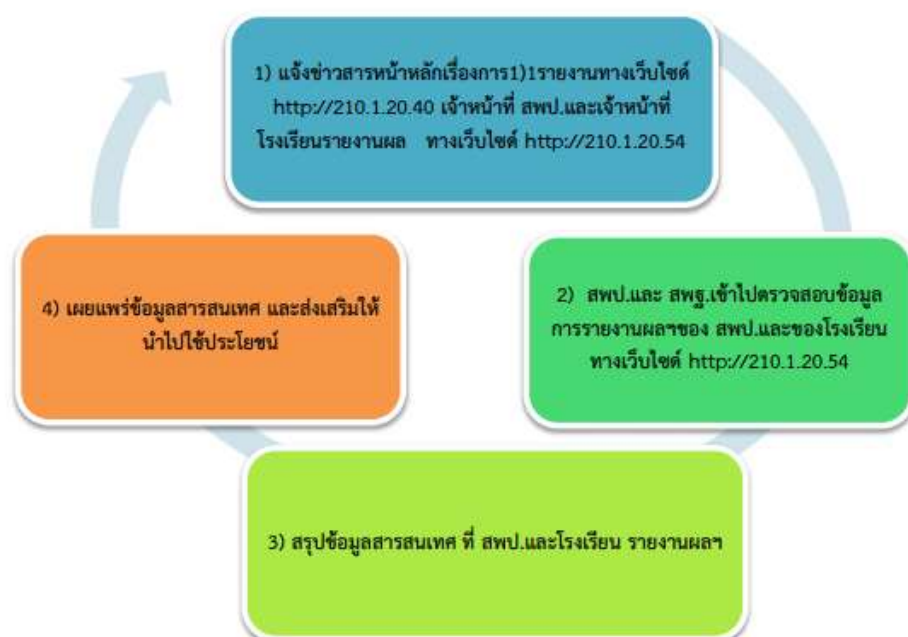 1) แจ้งข่าวสารหน้าหลักเรื่องการ1)1รายงานทางเว็บไซด์
http://210.1.20.40 เจ้าหน้าที่ สพป.และเจ้าหน้าที่
โรงเรียนรายงานผล ทางเว็บไซด์ http://210.1.20.54
2) สพป.และ สพฐ.เข้าไปตรวจสอบข้อมูล
การรายงานผลฯของ สพป.และของโรงเรียน
ทางเว็บไซด์ http://210.1.20.54
3) สรุปข้อมูลสารสนเทศ ที่ สพป.และโรงเรียน รายงานผลฯ
4) เผยแพร่ข้อมูลสารสนเทศ และส่งเสริมให้
นำไปใช้ประโยชน์